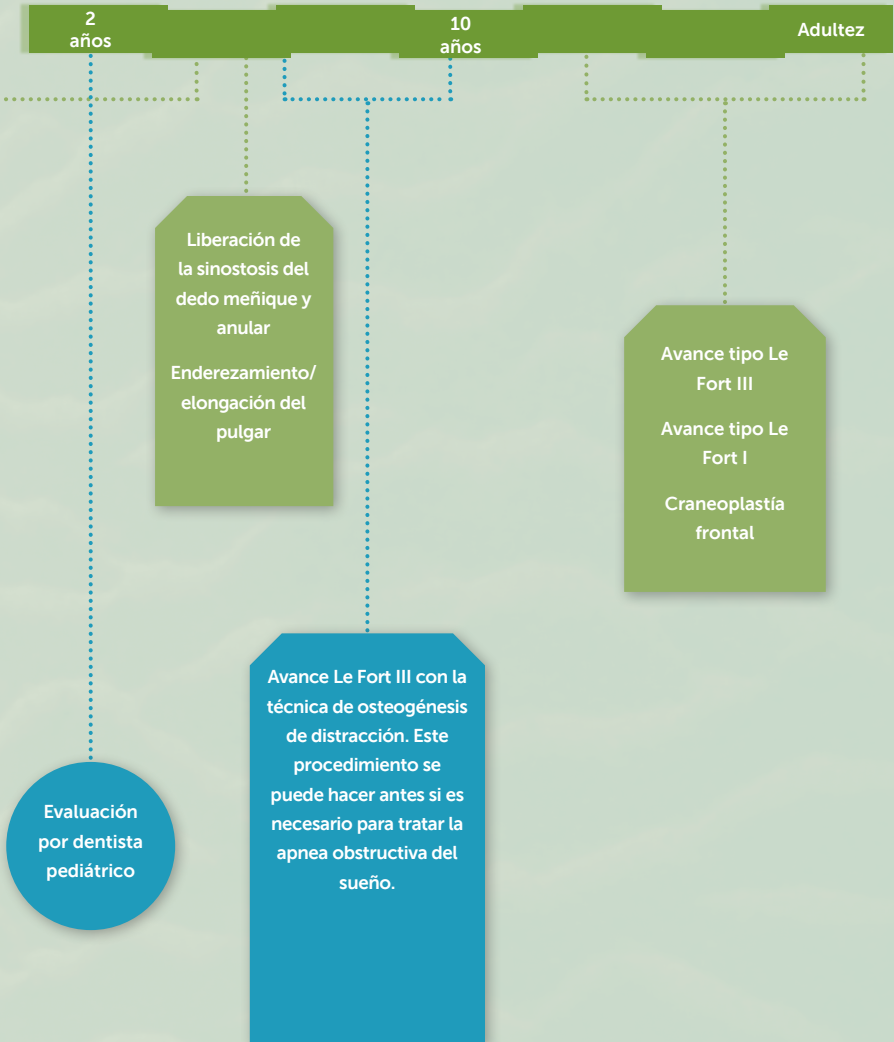 2
años
10
años
Adultez
Liberación de
la sinostosis del
dedo meñique y
anular
Enderezamiento/
elongación del
pulgar
Avance tipo Le
Fort III
Avance tipo Le
Fort I
Craneoplastía
frontal
Avance Le Fort III con la
técnica de osteogénesis
de distracción. Este
procedimiento se
puede hacer antes si es
necesario para tratar la
apnea obstructiva del
sueño.
Evaluación
por dentista
pediátrico